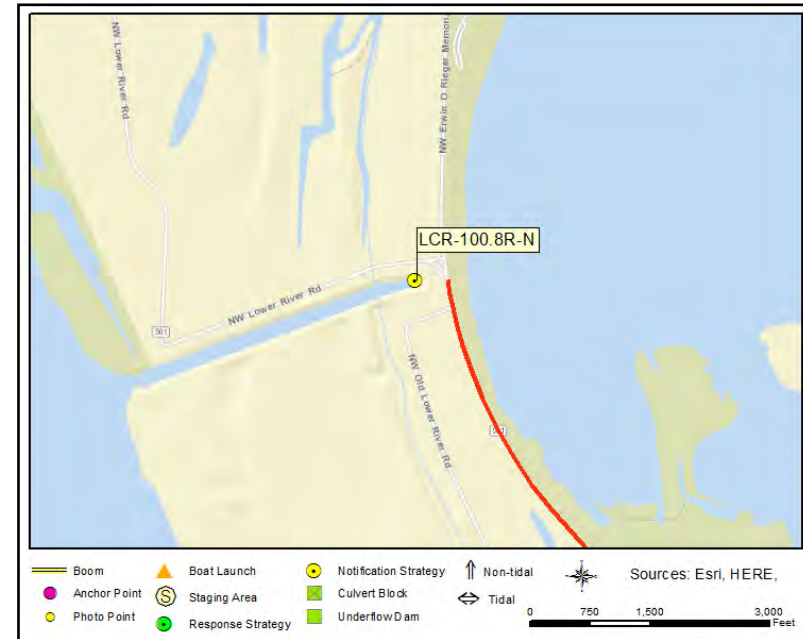 NW Lower River Rd
NW Erwin O Rieger Memori
LCR-100.8R-N
NW Lower River Rd
501
NW Old Lower River Rd
501
Boom
Boat Launch
Notification Strategy
Non-tidal
Sources: Esri, HERE,
Anchor Point
S
Staging Area
Culvert Block
Tidal
Photo Point
Response Strategy
Underflow Dam
0 750 1,500 3,000
Feet